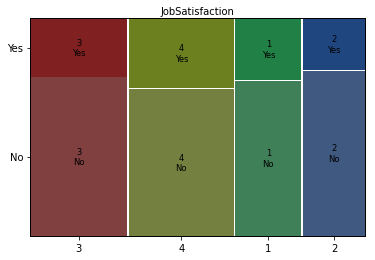 JobSatisfaction
Yes
3
Yes
4
Yes
1
Yes
2
Yes
No
3
No
4
No
1
No
2
No
3 4 1 2